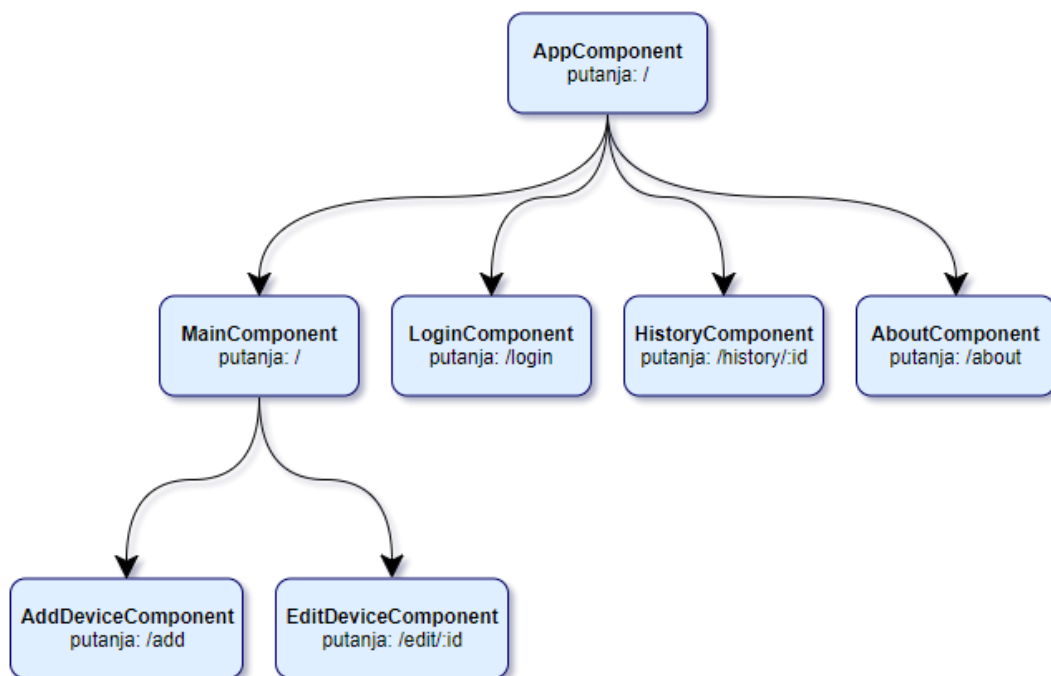 AppComponent
putanja: /
MainComponent
putanja: /
LoginComponent
putanja: /login
HistoryComponent
putanja: /history/:id
AboutComponent
putanja: /about
AddDeviceComponent
putanja: /add
EditDeviceComponent
putanja: /edit/:id